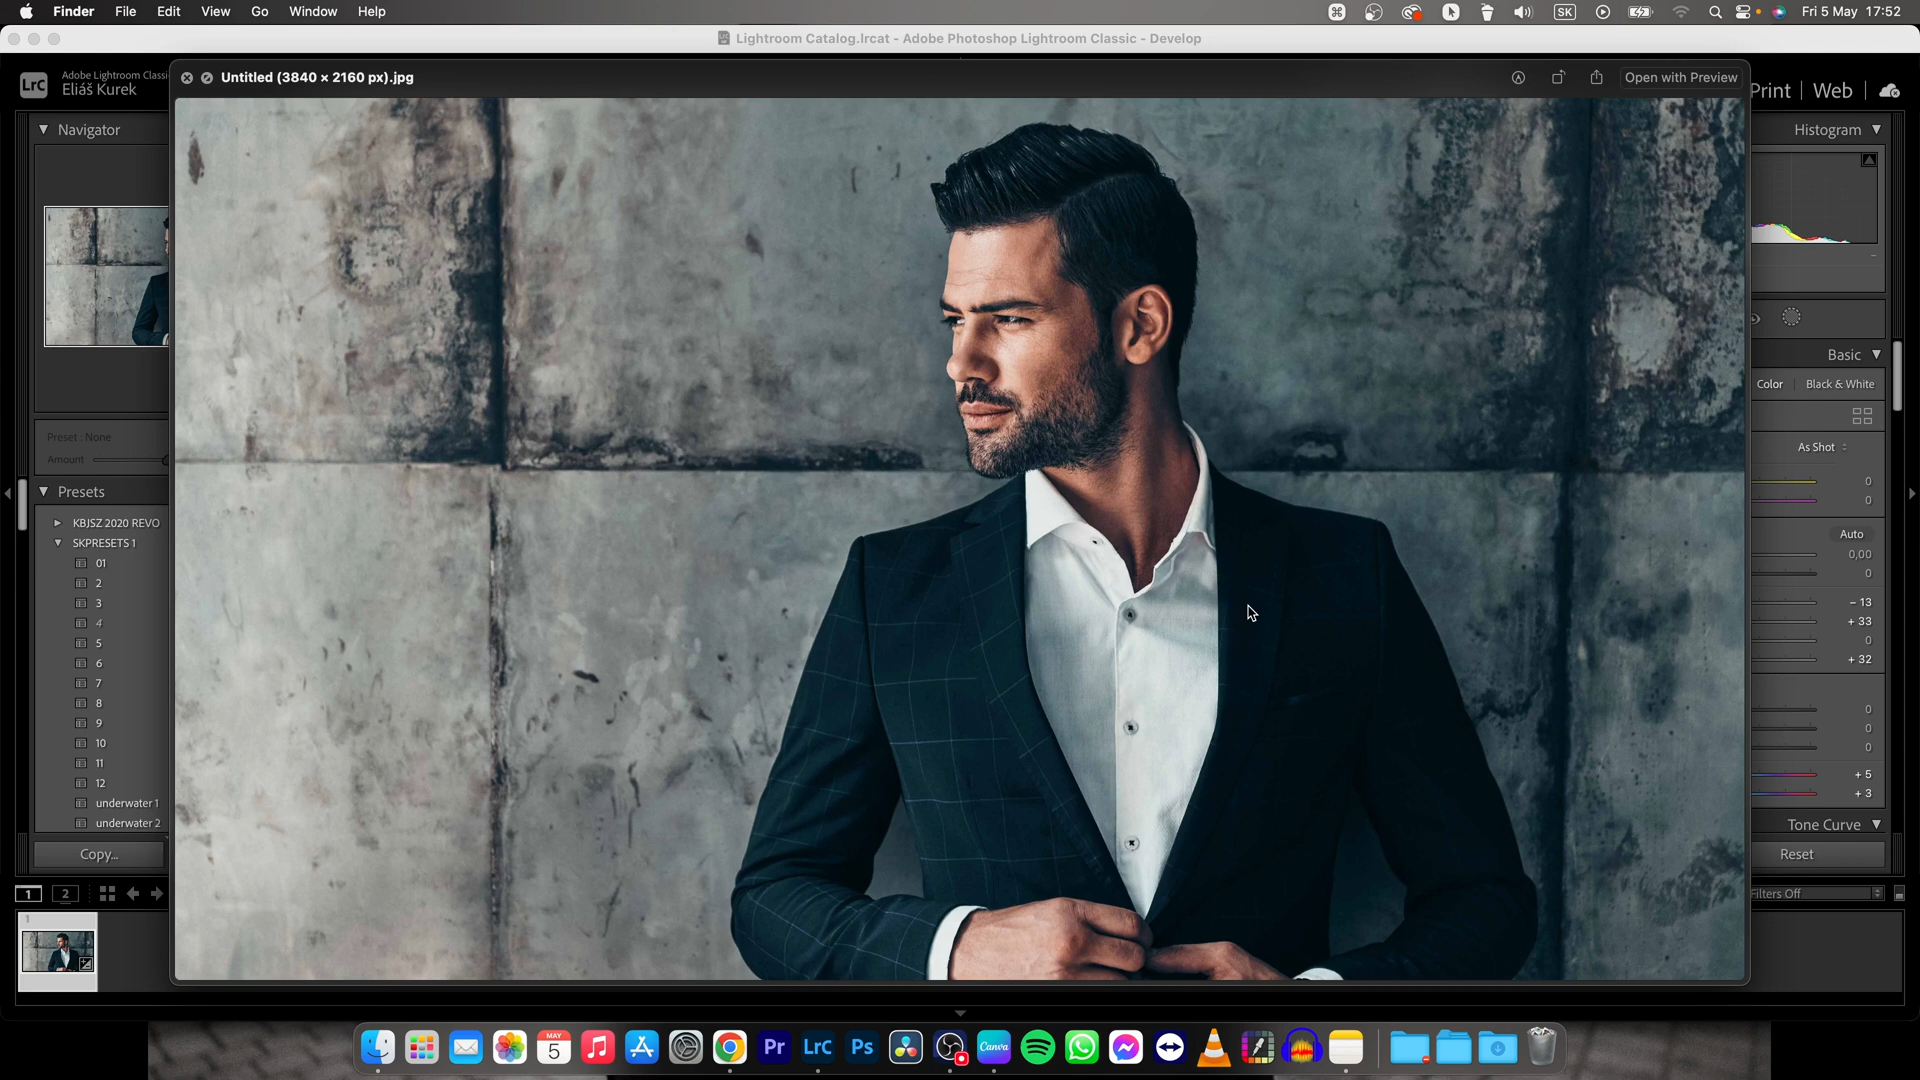 Finder File Edit View Go Window Help
SK Fri 5 May 17:52
Lightroom Catalog.lrcat - Adobe Photoshop Lightroom Classic - Develop
Untitled (3840 × 2160 px).jpg
Open with Preview
LrC
Adobe Lightroom Classi
Eliáš Kurek
Print | Web
Navigator
Histogram
Basic
Color Black & White
As Shot
0
0
Auto
0,00
0
– 13
+ 33
0
+ 32
0
0
0
+ 5
+ 3
Tone Curve
Reset
Preset : None
Amount
Presets
KBJSZ 2020 REVO
SKPRESETS 1
01
2
3
4
5
6
7
8
9
10
11
12
underwater 1
underwater 2
Copy...
1 2
Filters Off
1
MAY
5
Pr LrC Ps Canva